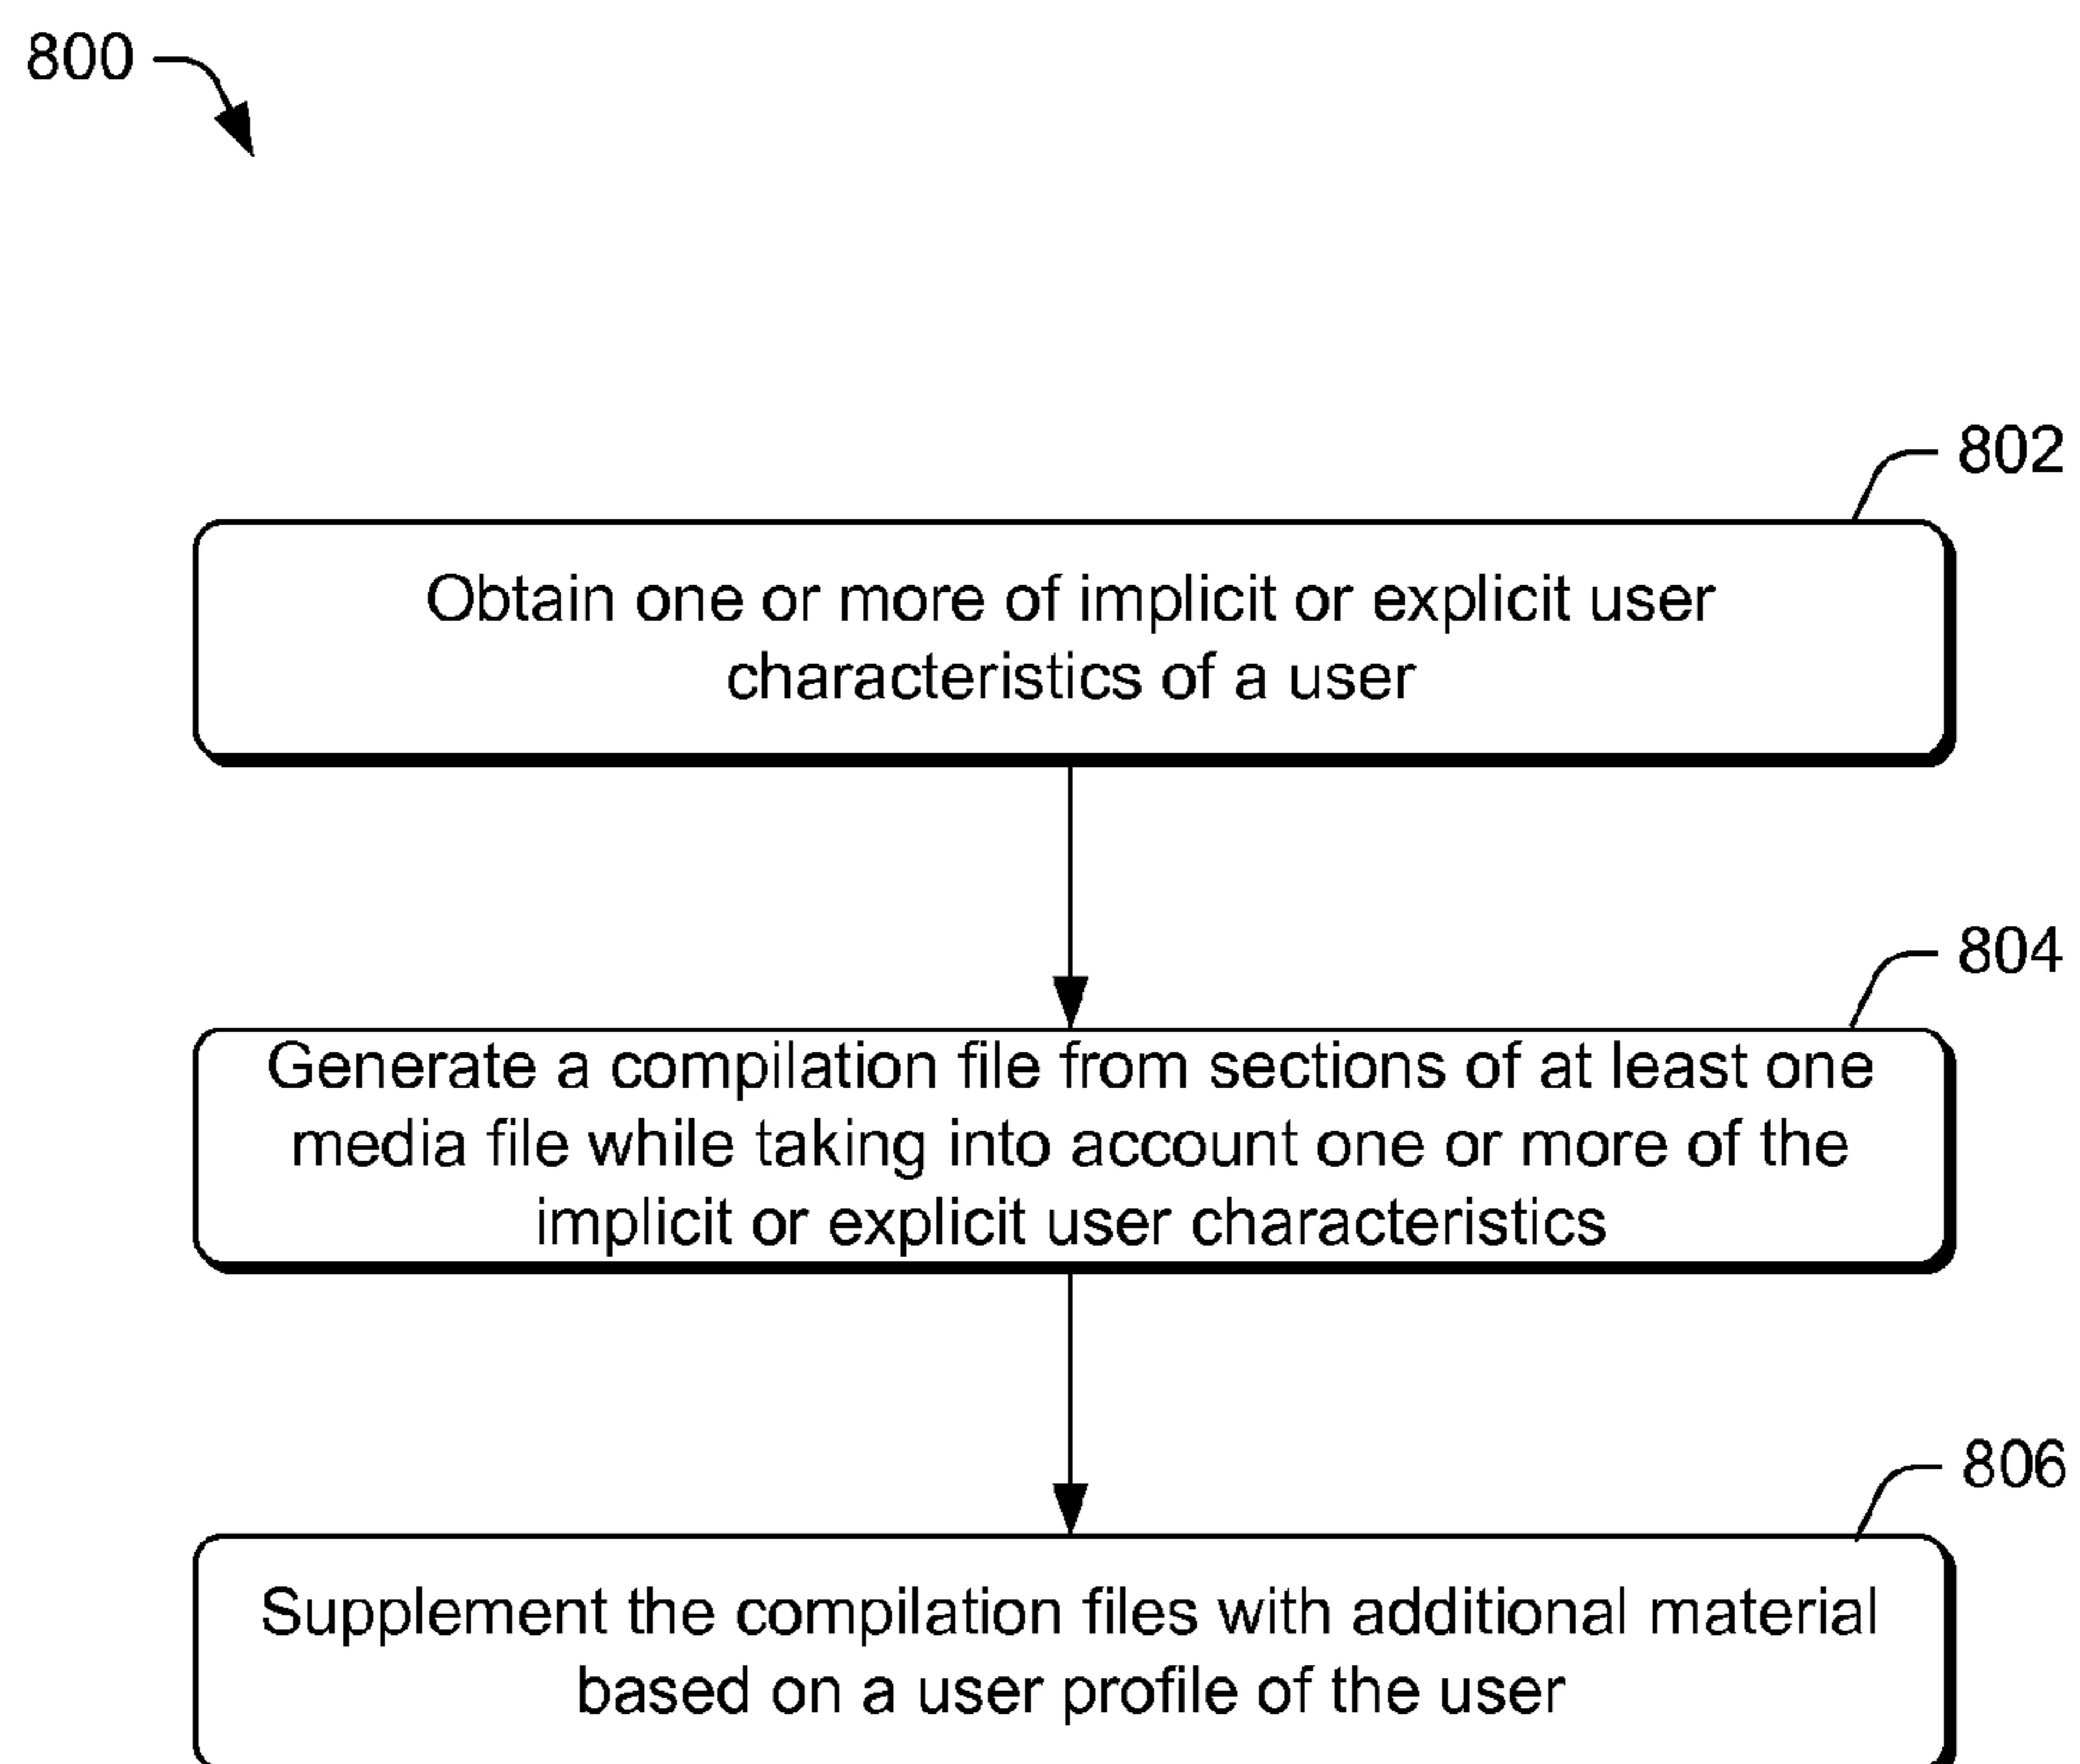 800
802
Obtain one or more of implicit or explicit user
characteristics of a user
804
Generate a compilation file from sections of at least one
media file while taking into account one or more of the
implicit or explicit user characteristics
806
Supplement the compilation files with additional material
based on a user profile of the user